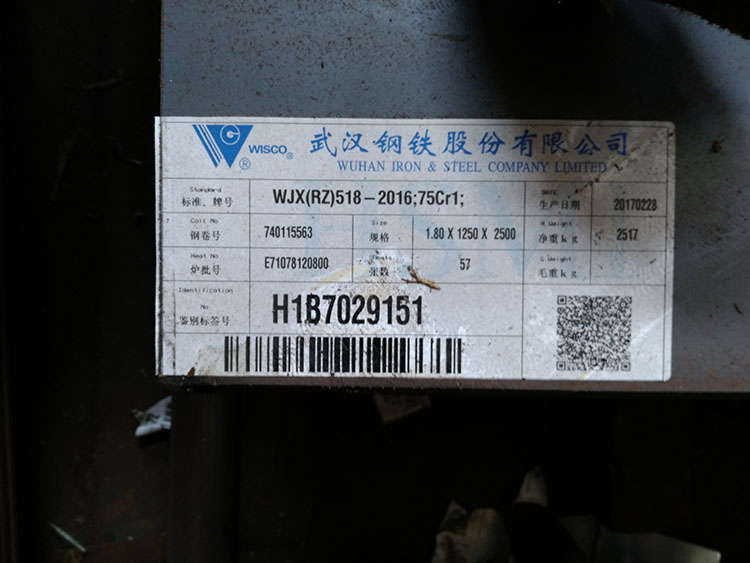 WISCO® 武汉钢铁股份有限公司
® WUHAN IRON & STEEL COMPANY LIMITED
Standard WJX(RZ)518-2016;75Cr1; DATE 20170228
标准、牌号 生产日期
Coil No 740115563 Size 1.80 X 1250 X 2500 N.Weight 2517
钢卷号 规格 净重kg
Heat No E71078120800 57 G.Weight
炉批号 张数 毛重kg
Identification
No H1B7029151
鉴别标签号